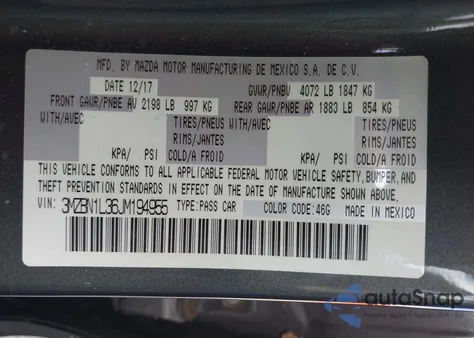 MFD. BY MAZDA MOTOR MANUFACTURING DE MEXICO S.A. DE C.V.
DATE 12/17 GVWR/PNBV 4072 LB 1847 KG
FRONT GAWR/PNBE AV 2198 LB 997 KG REAR GAWR/PNBE AR 1883 LB 854 KG
WITH/AVEC TIRES/PNEUS WITH/AVEC TIRES/PNEUS
RIMS/JANTES RIMS/JANTES
KPA/ PSI COLD/A FROID KPA/ PSI COLD/A FROID
THIS VEHICLE CONFORMS TO ALL APPLICABLE FEDERAL MOTOR VEHICLE SAFETY, BUMPER, AND
THEFT PREVENTION STANDARDS IN EFFECT ON THE DATE OF MANUFACTURE SHOWN ABOVE.
VIN: 3MZBN1L36JM194955 TYPE:PASS CAR COLOR CODE:46G MADE IN MEXICO
autoSnap